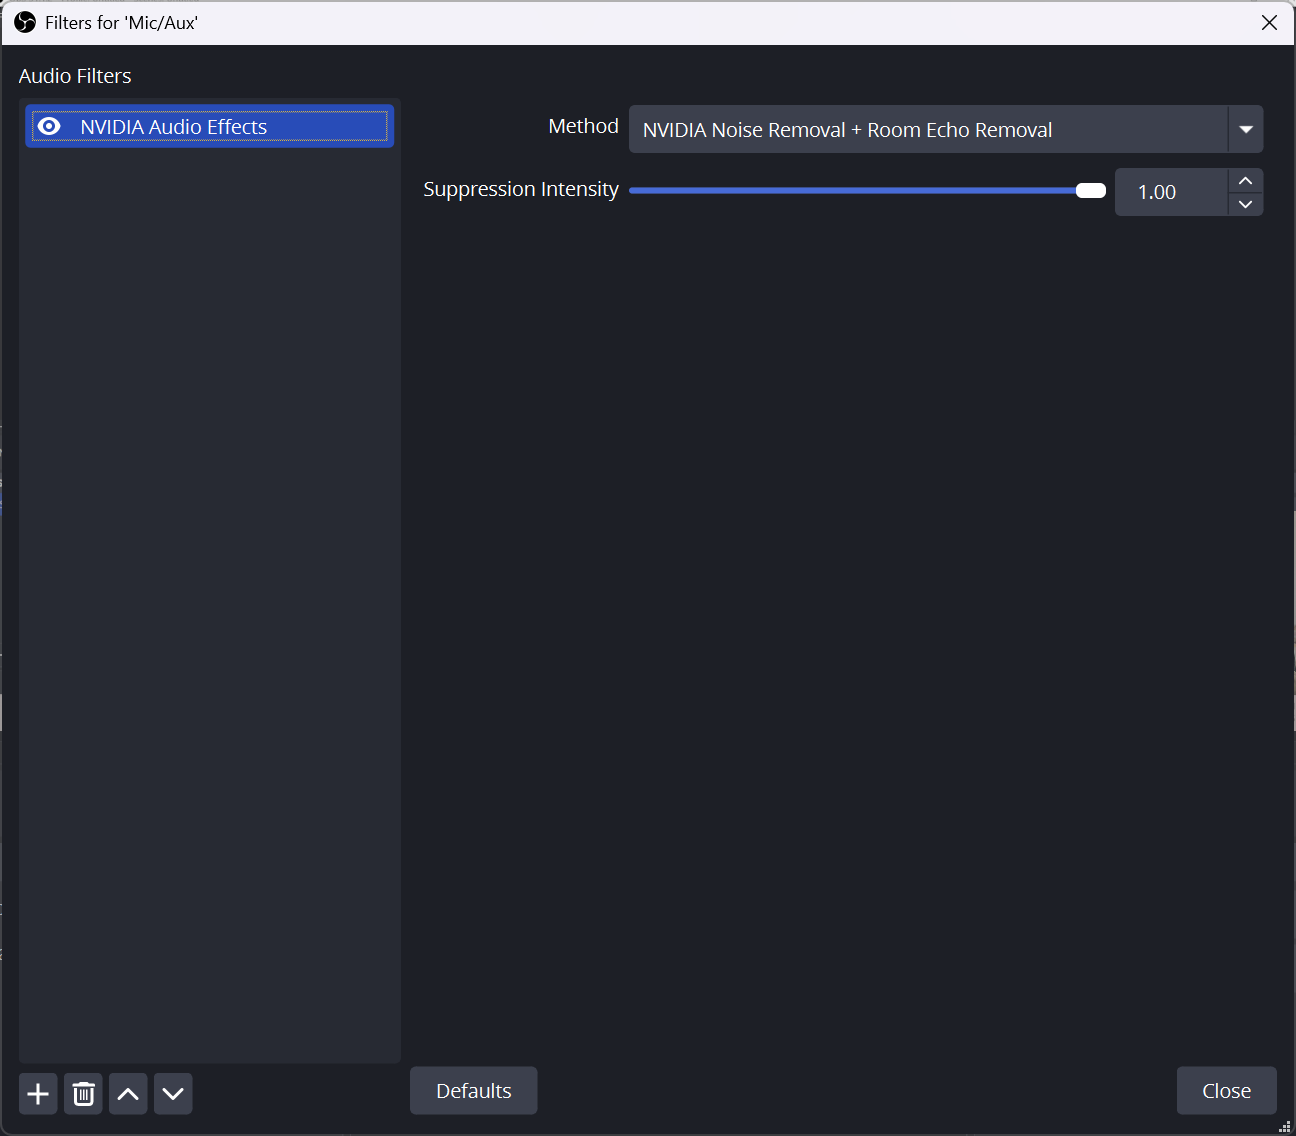 Filters for 'Mic/Aux'
Audio Filters
NVIDIA Audio Effects
Method
NVIDIA Noise Removal + Room Echo Removal
Suppression Intensity
1.00
Defaults
Close